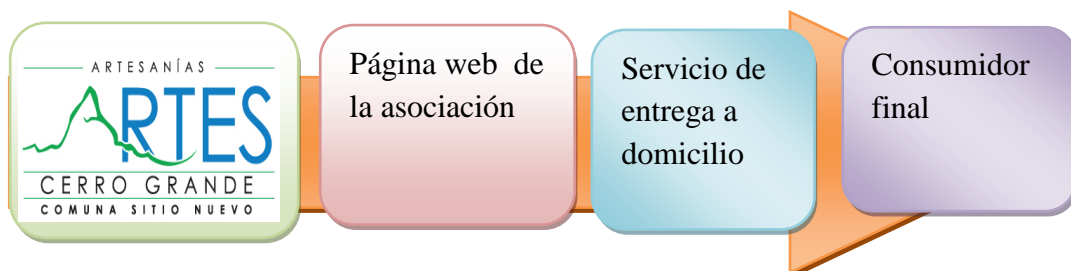 ARTESANÍAS
ARTES
CERRO GRANDE
COMUNA SITIO NUEVO
Página web de
la asociación
Servicio de
entrega a
domicilio
Consumidor
final